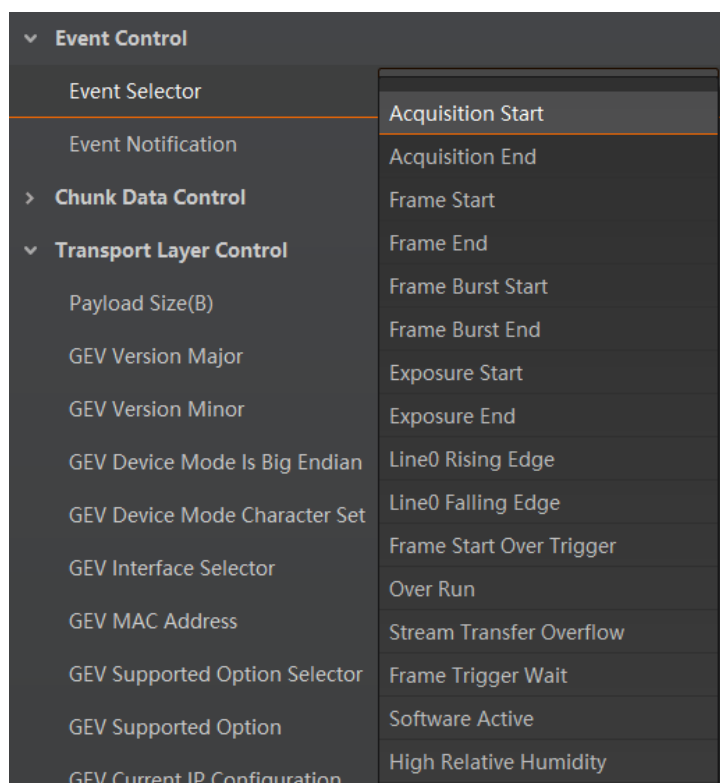 Event Control
Event Selector
Event Notification
Chunk Data Control
Transport Layer Control
Payload Size(B)
GEV Version Major
GEV Version Minor
GEV Device Mode Is Big Endian
GEV Device Mode Character Set
GEV Interface Selector
GEV MAC Address
GEV Supported Option Selector
GEV Supported Option
GEV Current IP Configuration
Acquisition Start
Acquisition End
Frame Start
Frame End
Frame Burst Start
Frame Burst End
Exposure Start
Exposure End
Line0 Rising Edge
Line0 Falling Edge
Frame Start Over Trigger
Over Run
Stream Transfer Overflow
Frame Trigger Wait
Software Active
High Relative Humidity